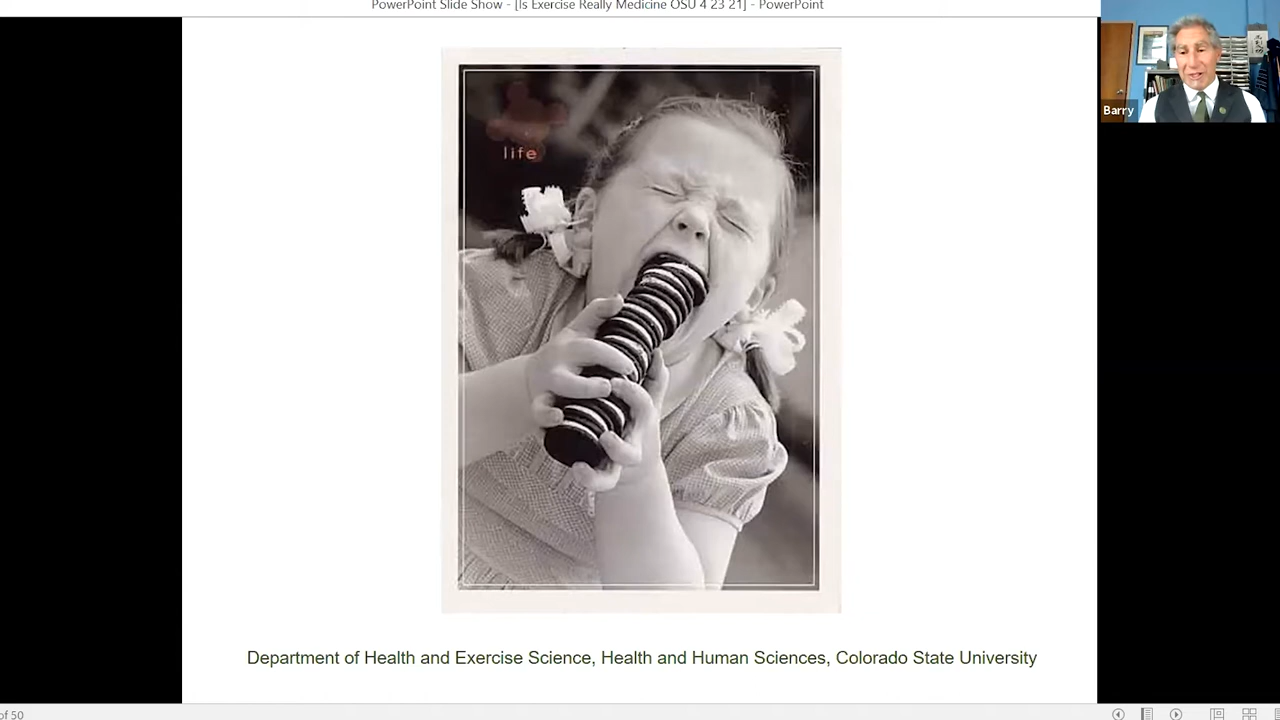 PowerPoint Slide Show - [Is Exercise Really Medicine OSU 4 23 21] - PowerPoint
Barry
life
Department of Health and Exercise Science, Health and Human Sciences, Colorado State University
of 50